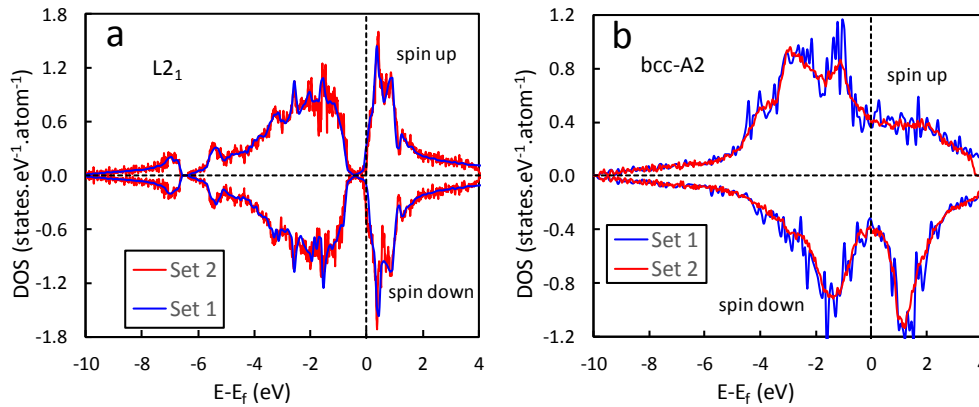 a
L2₁
spin up
spin down
Set 2
Set 1
DOS (states.eV⁻¹.atom⁻¹)
1.8
1.2
0.6
0.0
-0.6
-1.2
-1.8
-10 -8 -6 -4 -2 0 2 4
E-E_f (eV)
b
bcc-A2
spin up
spin down
Set 1
Set 2
DOS (states.eV⁻¹.atom⁻¹)
1.2
0.8
0.4
0.0
-0.4
-0.8
-1.2
-10 -8 -6 -4 -2 0 2 4
E-E_f (eV)